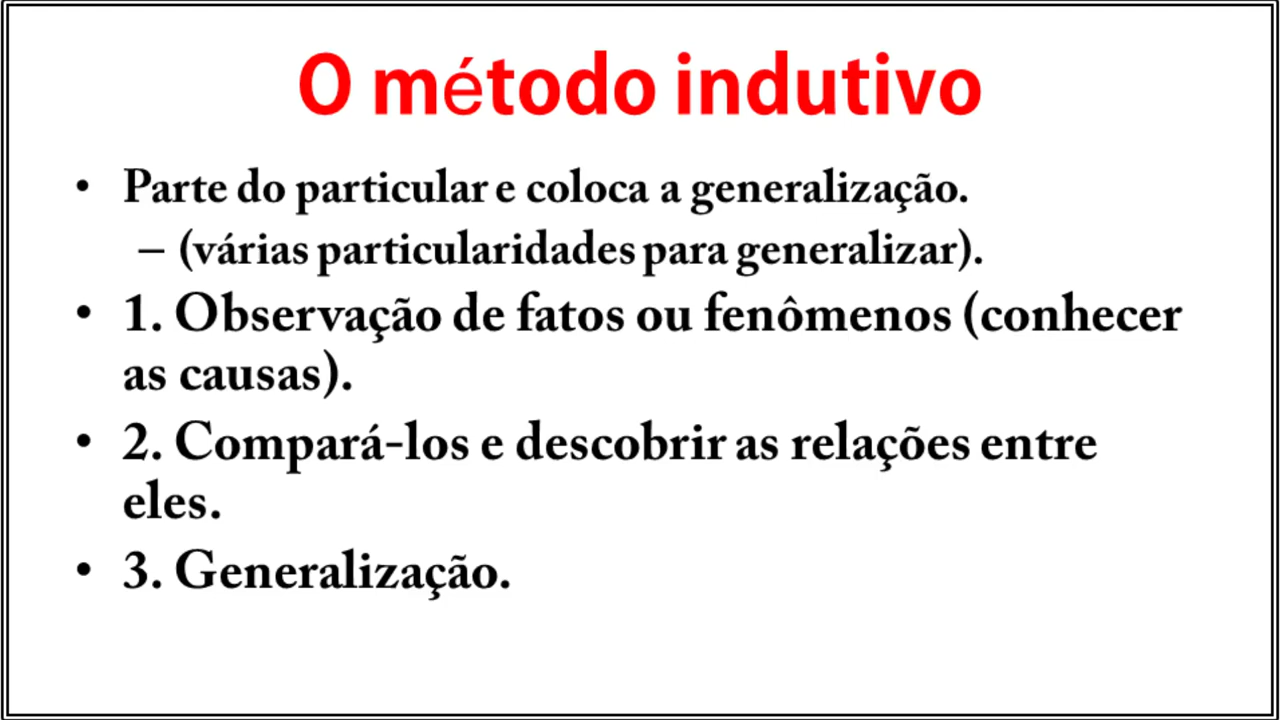 O método indutivo
• Parte do particular e coloca a generalização.
– (várias particularidades para generalizar).
• 1. Observação de fatos ou fenômenos (conhecer
as causas).
• 2. Compará-los e descobrir as relações entre
eles.
• 3. Generalização.